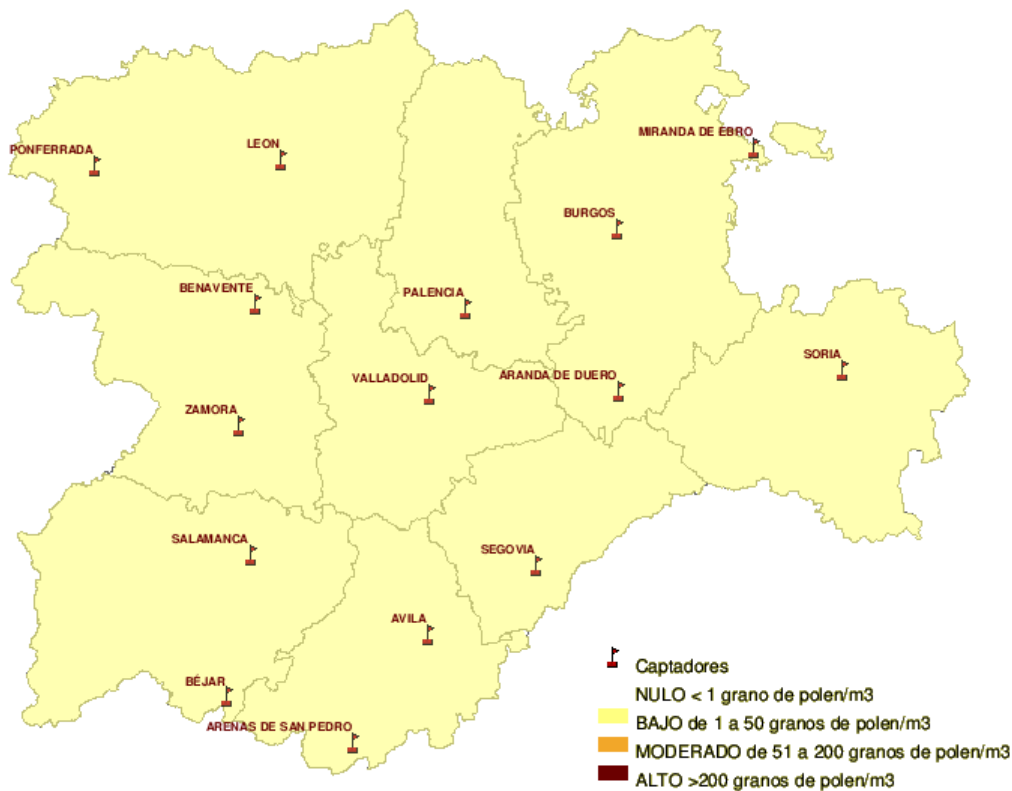 MIRANDA DE EBRO
PONFERRADA
LEON
BURGOS
BENAVENTE
PALENCIA
SORIA
VALLADOLID
ARANDA DE DUERO
ZAMORA
SALAMANCA
SEGOVIA
AVILA
BÉJAR
ARENAS DE SAN PEDRO
Captadores
NULO < 1 grano de polen/m3
BAJO de 1 a 50 granos de polen/m3
MODERADO de 51 a 200 granos de polen/m3
ALTO >200 granos de polen/m3